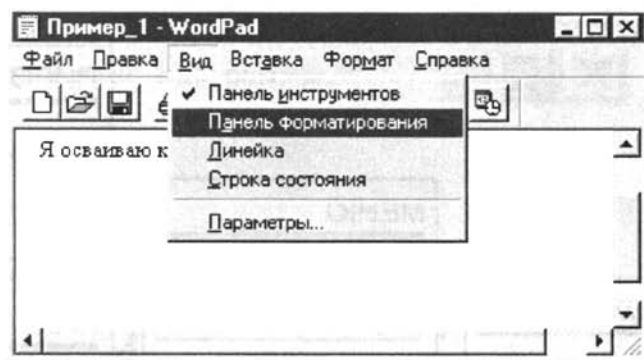 Пример_1 - WordPad
Файл Правка Вид Вставка Формат Справка
Панель инструментов
Панель форматирования
Я осваиваю к
Линейка
Строка состояния
Параметры...